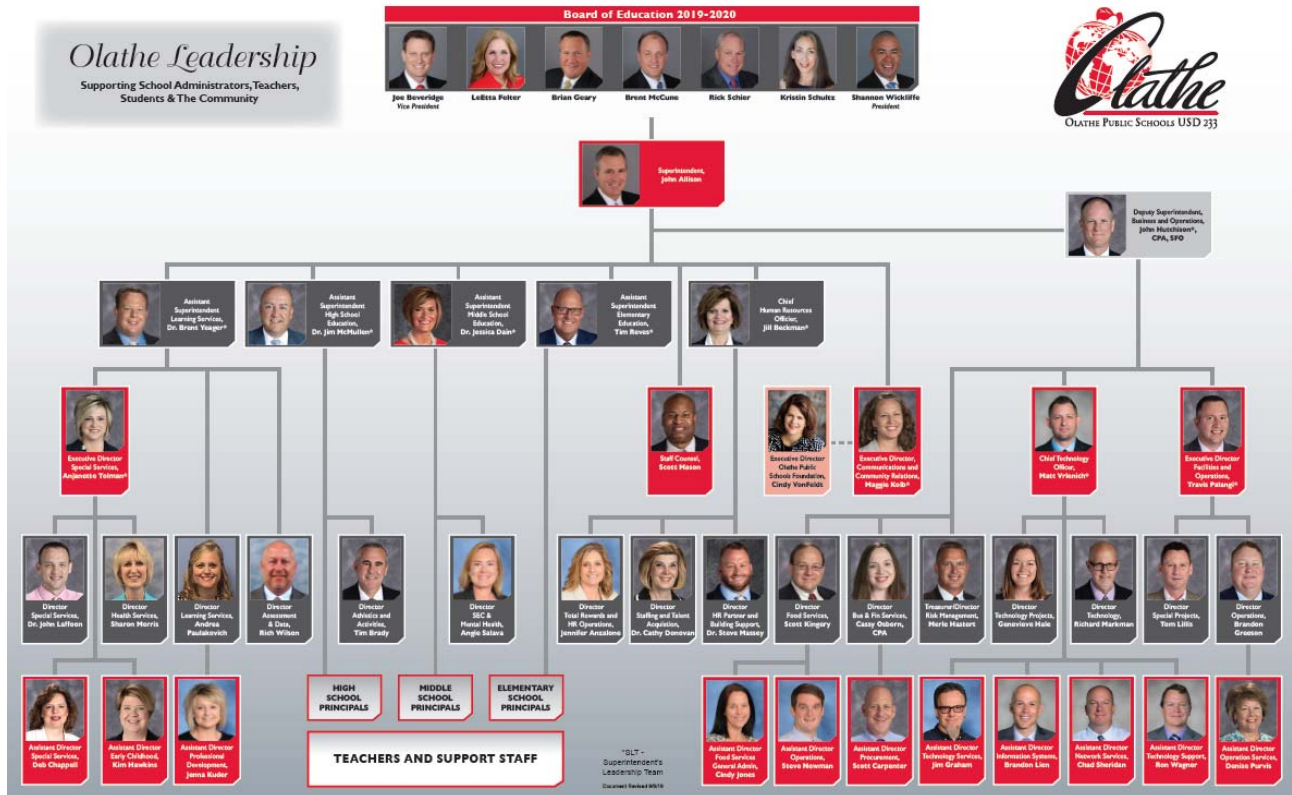 Board of Education 2019-2020
Olathe Leadership
Supporting School Administrators, Teachers,
Students & The Community
Joe Beveridge
Vice President
LeEtta Felter
Brian Geary
Brent McCune
Rick Schier
Kristin Schultz
Shannon Wickliffe
President
Olathe
OLATHE PUBLIC SCHOOLS USD 233
Superintendent,
John Allison
Deputy Superintendent,
Business and Operations,
John Hutchison*,
CPA, SFO
Assistant
Superintendent
Learning Services,
Dr. Brent Yeager*
Assistant
Superintendent
High School
Education,
Dr. Jim McMullen*
Assistant
Superintendent
Middle School
Education,
Dr. Jessica Dain*
Assistant
Superintendent
Elementary
Education,
Tim Reves*
Chief
Human Resources
Officier,
Jill Beckman*
Executive Director
Special Services,
Anjanette Tolman*
Staff Counsel,
Scott Mason
Executive Director
Olathe Public
Schools Foundation,
Cindy VonFeldt
Executive Director,
Communications and
Community Relations,
Maggie Kolb*
Chief Technology
Officer,
Matt Vrienich*
Executive Director
Facilities and
Operations,
Travis Palangi*
Director
Special Services,
Dr. John Laffoon
Director
Health Services,
Sharon Morris
Director
Learning Services,
Andrea
Paulakovich
Director
Assessment
& Data,
Rich Wilson
Director
Athletics and
Activities,
Tim Brady
Director
SEC &
Mental Health,
Angie Salava
Director
Total Rewards and
HR Operations,
Jennifer Anzalone
Director
Staffing and Talent
Acquisition,
Dr. Cathy Donovan
Director
HR Partner and
Building Support,
Dr. Steve Massey
Director
Food Services,
Scott Kingery
Director
Bus & Fin Services,
Cassy Osborn,
CPA
Treasurer/Director
Risk Management,
Merle Hastert
Director
Technology Projects,
Genevieve Hale
Director
Technology,
Richard Markman
Director
Special Projects,
Tom Lillis
Director
Operations,
Brandon
Greeson
Assistant Director
Special Services,
Deb Chappell
Assistant Director
Early Childhood,
Kim Hawkins
Assistant Director
Professional
Development,
Jenna Kuder
HIGH
SCHOOL
PRINCIPALS
MIDDLE
SCHOOL
PRINCIPALS
ELEMENTARY
SCHOOL
PRINCIPALS
TEACHERS AND SUPPORT STAFF
*SLT -
Superintendent's
Leadership Team
Document Revised
Assistant Director
Food Services
General Admin,
Cindy Jones
Assistant Director
Operations,
Steve Newman
Assistant Director
Procurement,
Scott Carpenter
Assistant Director
Technology Services,
Jim Graham
Assistant Director
Information Systems,
Brandon Lien
Assistant Director
Network Services,
Chad Sheridan
Assistant Director
Technology Support,
Ron Wagner
Assistant Director
Operation Services,
Denise Purvis